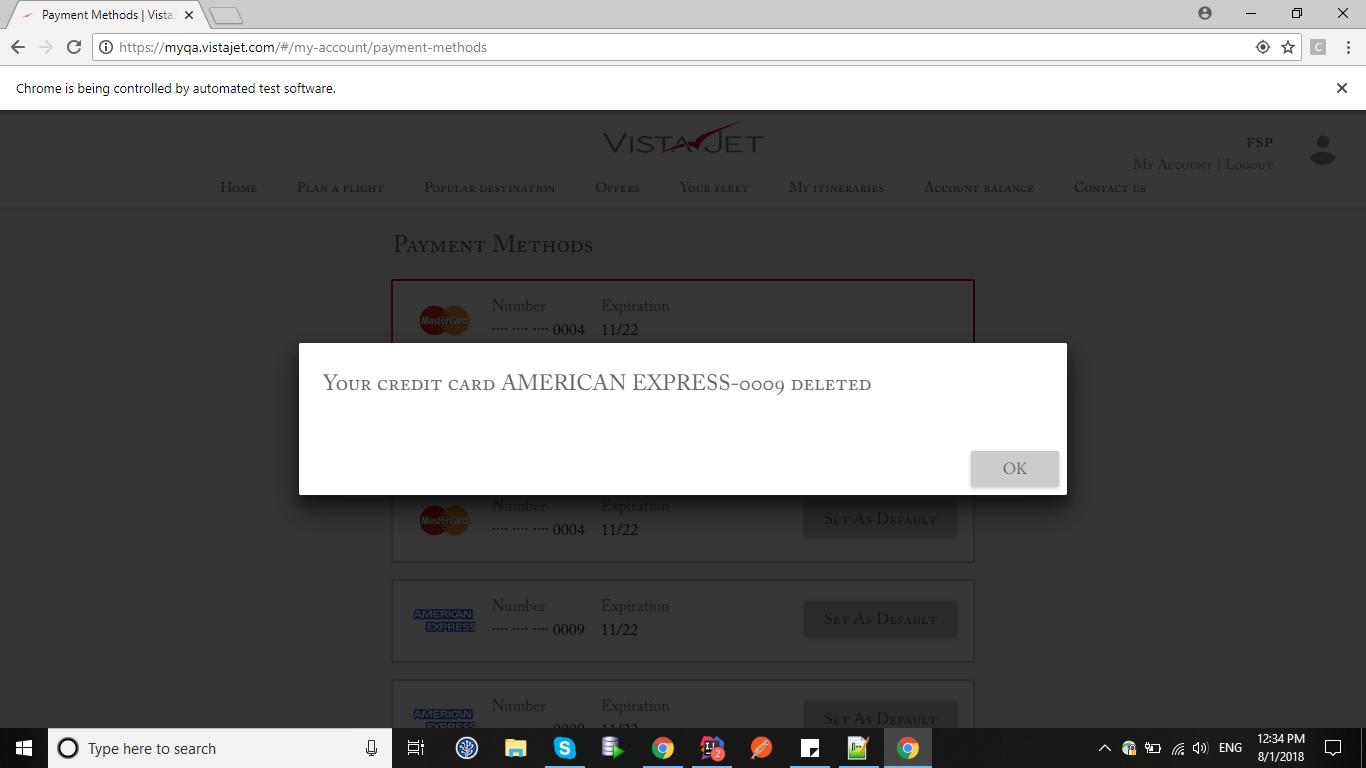 Payment Methods | Vista
https://myqa.vistajet.com/#/my-account/payment-methods
C
Chrome is being controlled by automated test software.
VISTAJET
FSP
My Account | Logout
Home Plan a flight Popular destination Offers Your fleet My itineraries Account balance Contact us
Payment Methods
MasterCard
Number Expiration
.... .... .... 0004 11/22
Your credit card AMERICAN EXPRESS-0009 deleted
OK
MasterCard
Number Expiration
.... .... .... 0004 11/22
Set As Default
AMERICAN EXPRESS
Number Expiration
.... .... .... 0009 11/22
Set As Default
AMERICAN EXPRESS
Number Expiration
Set As Default
Type here to search
2
ENG
12:34 PM
8/1/2018